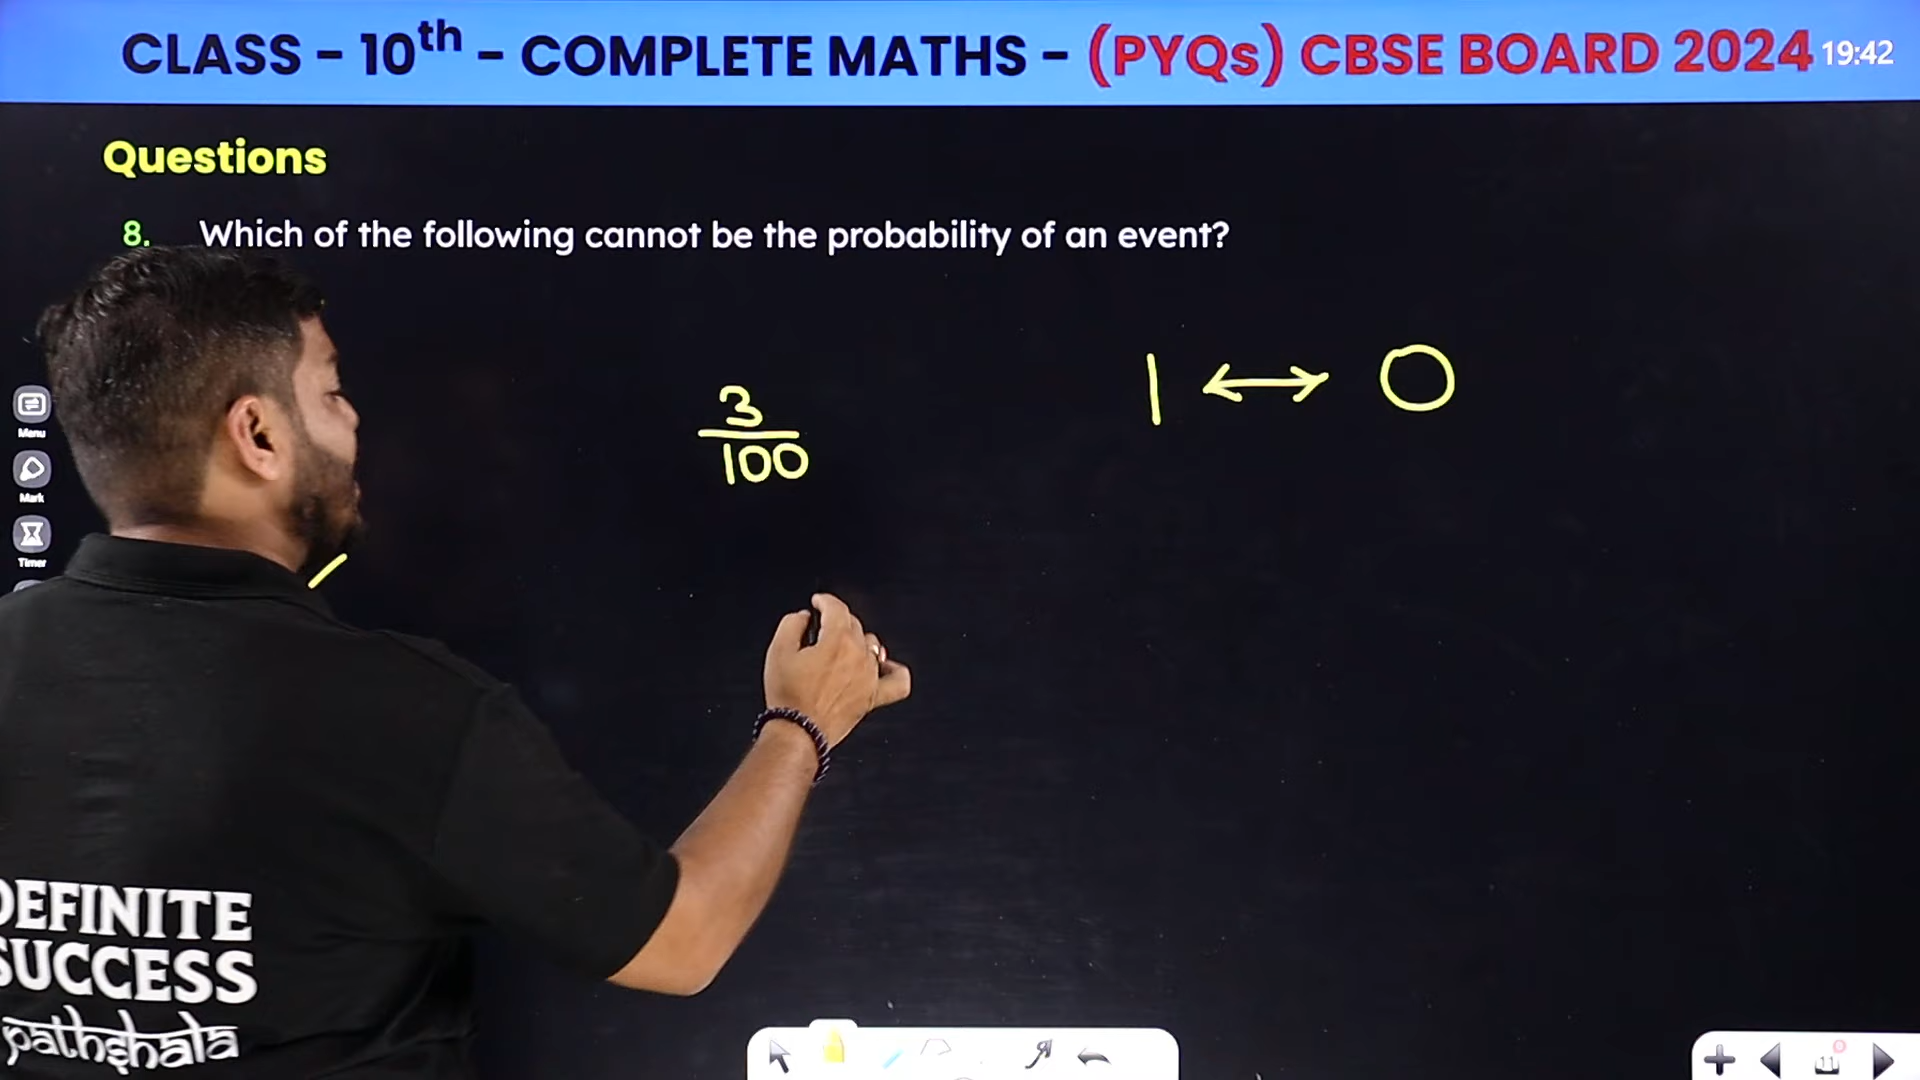 CLASS - 10th - COMPLETE MATHS - (PYQs) CBSE BOARD 2024 19:42
Questions
8. Which of the following cannot be the probability of an event?
1 ↔ 0
3
100
Menu
Mark
Timer
DEFINITE
SUCCESS
pathshala
11